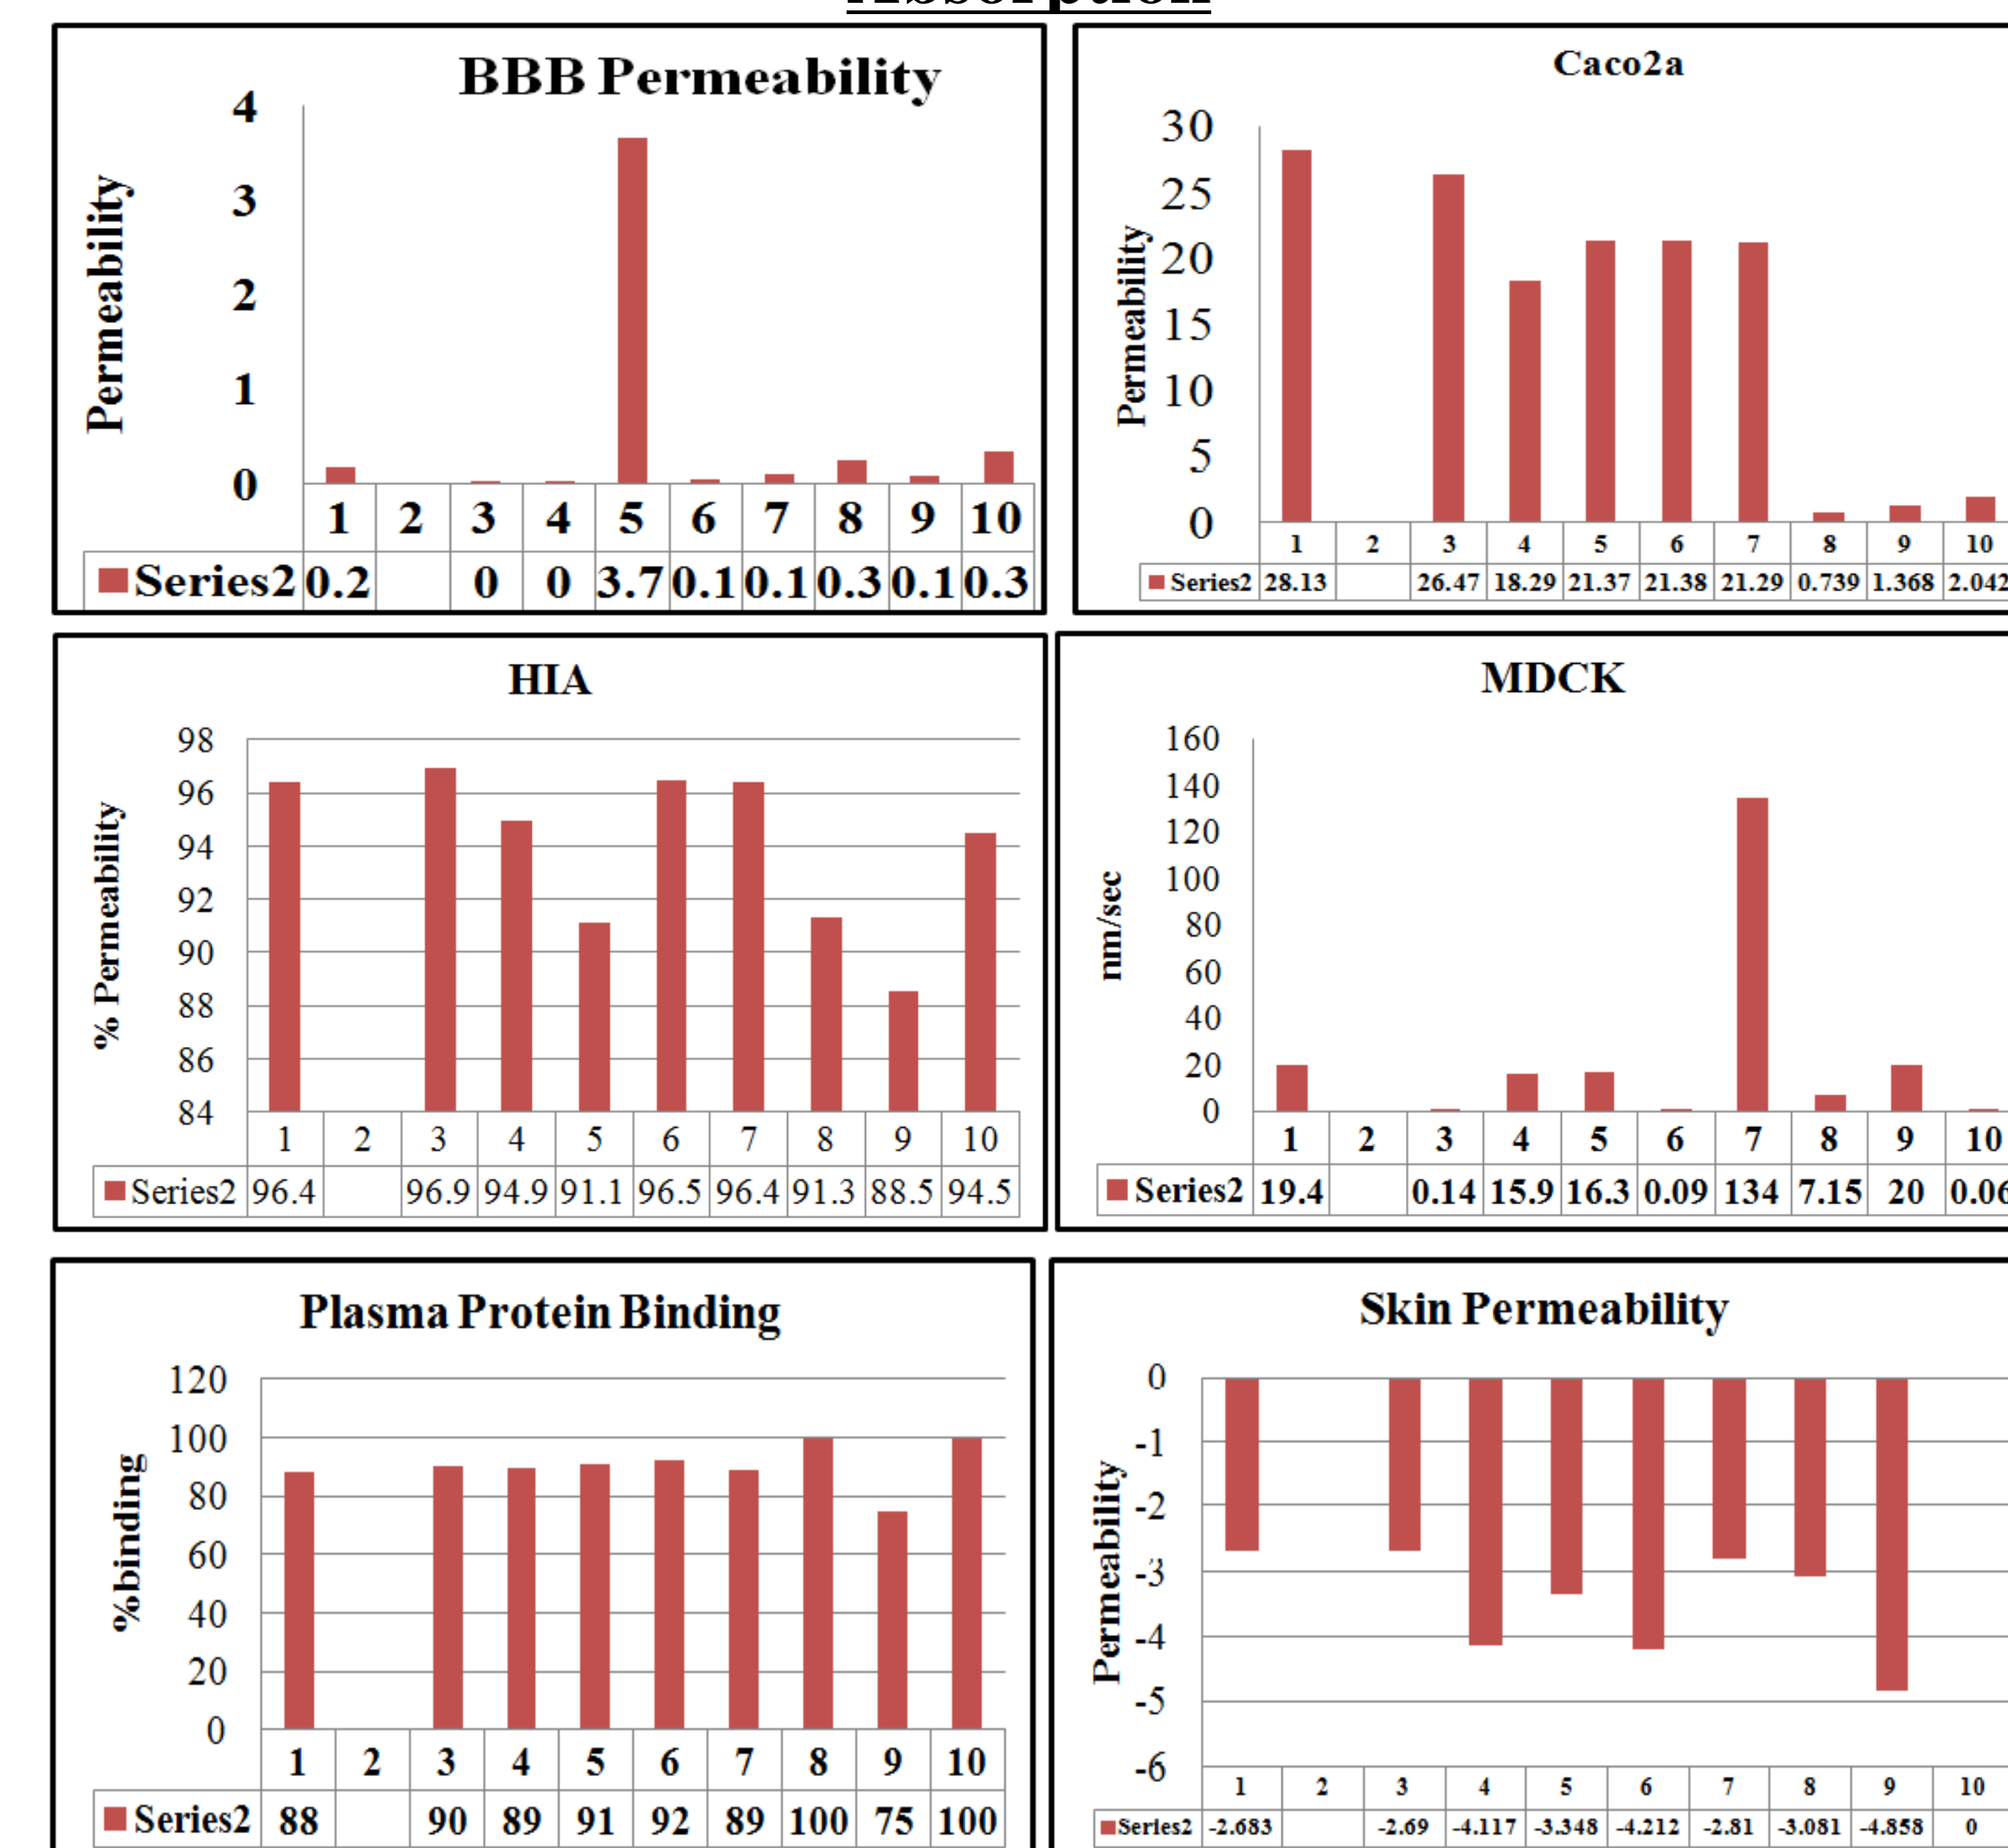 Absorption
BBB Permeability
Permeability
4
3
2
1
0
1 2 3 4 5 6 7 8 9 10
Series2 0.2 0 0 3.7 0.1 0.1 0.3 0.1 0.3
Caco2a
Permeability
30
25
20
15
10
5
0
1 2 3 4 5 6 7 8 9 10
Series2 28.13 26.47 18.29 21.37 21.38 21.29 0.739 1.368 2.042
HIA
% Permeability
98
96
94
92
90
88
86
84
1 2 3 4 5 6 7 8 9 10
Series2 96.4 96.9 94.9 91.1 96.5 96.4 91.3 88.5 94.5
MDCK
nm/sec
160
140
120
100
80
60
40
20
0
1 2 3 4 5 6 7 8 9 10
Series2 19.4 0.14 15.9 16.3 0.09 134 7.15 20 0.06
Plasma Protein Binding
%binding
120
100
80
60
40
20
0
1 2 3 4 5 6 7 8 9 10
Series2 88 90 89 91 92 89 100 75 100
Skin Permeability
Permeability
0
-1
-2
-3
-4
-5
-6
1 2 3 4 5 6 7 8 9 10
Series2 -2.683 -2.69 -4.117 -3.348 -4.212 -2.81 -3.081 -4.858 0